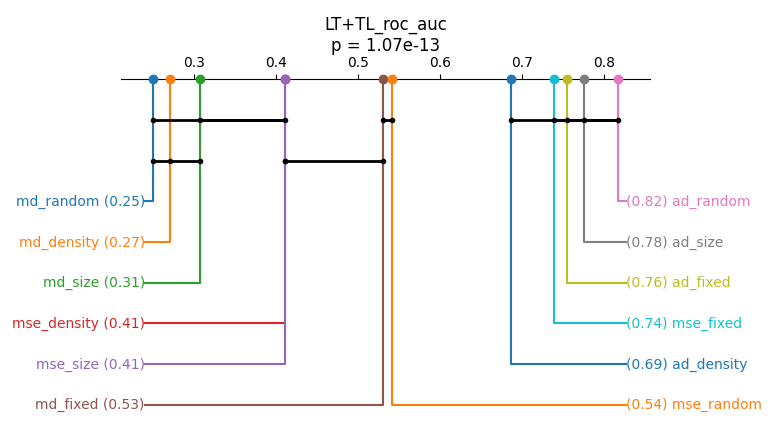 LT+TL_roc_auc
p = 1.07e-13
0.3 0.4 0.5 0.6 0.7 0.8
md_random (0.25) (0.82) ad_random
md_density (0.27) (0.78) ad_size
md_size (0.31) (0.76) ad_fixed
mse_density (0.41) (0.74) mse_fixed
mse_size (0.41) (0.69) ad_density
md_fixed (0.53) (0.54) mse_random